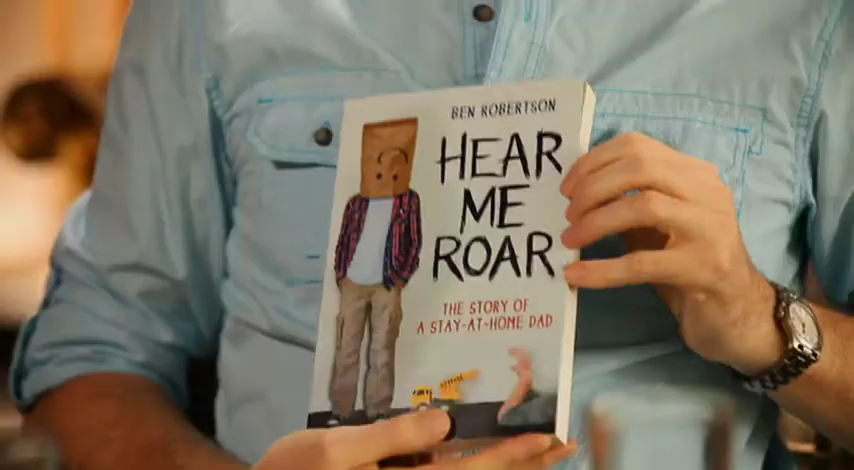 BEN ROBERTSON
HEAR
ME
ROAR
THE STORY OF
A STAY-AT-HOME DAD